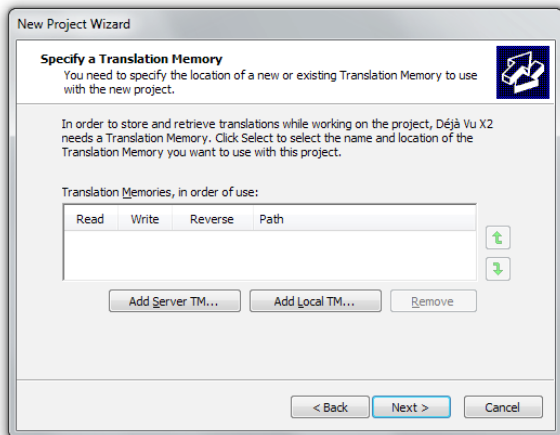 New Project Wizard
Specify a Translation Memory
You need to specify the location of a new or existing Translation Memory to use
with the new project.
In order to store and retrieve translations while working on the project, Déjà Vu X2
needs a Translation Memory. Click Select to select the name and location of the
Translation Memory you want to use with this project.
Translation Memories, in order of use:
Read Write Reverse Path
Add Server TM... Add Local TM... Remove
< Back Next > Cancel